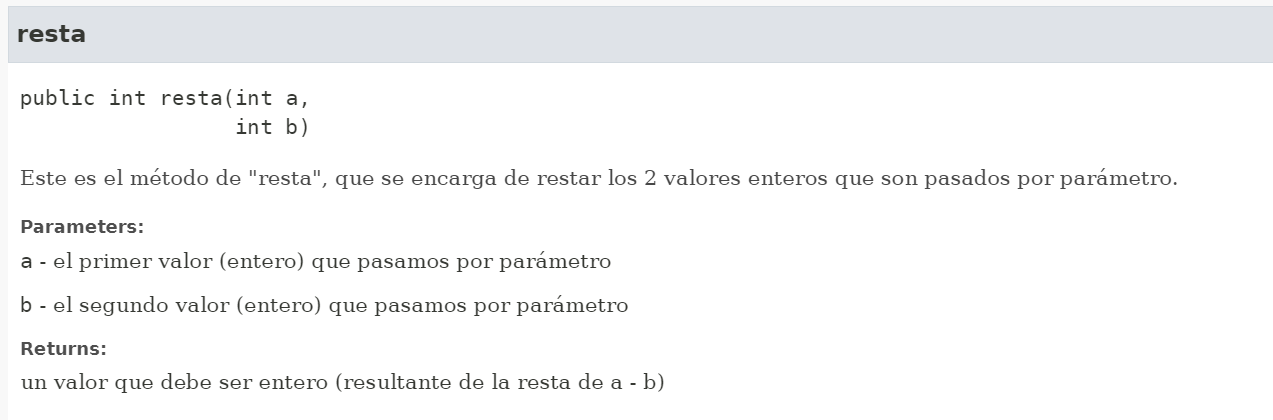 resta
public int resta(int a,
int b)
Este es el método de "resta", que se encarga de restar los 2 valores enteros que son pasados por parámetro.
Parameters:
a - el primer valor (entero) que pasamos por parámetro
b - el segundo valor (entero) que pasamos por parámetro
Returns:
un valor que debe ser entero (resultante de la resta de a - b)